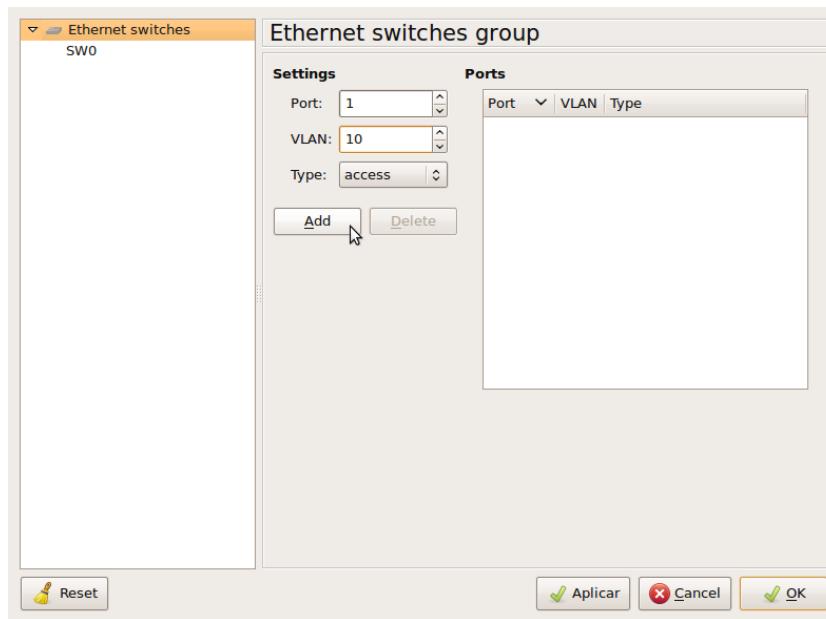 Ethernet switches
SW0
Ethernet switches group
Settings
Port: 1
VLAN: 10
Type: access
Add Delete
Ports
Port VLAN Type
Reset Aplicar Cancel OK